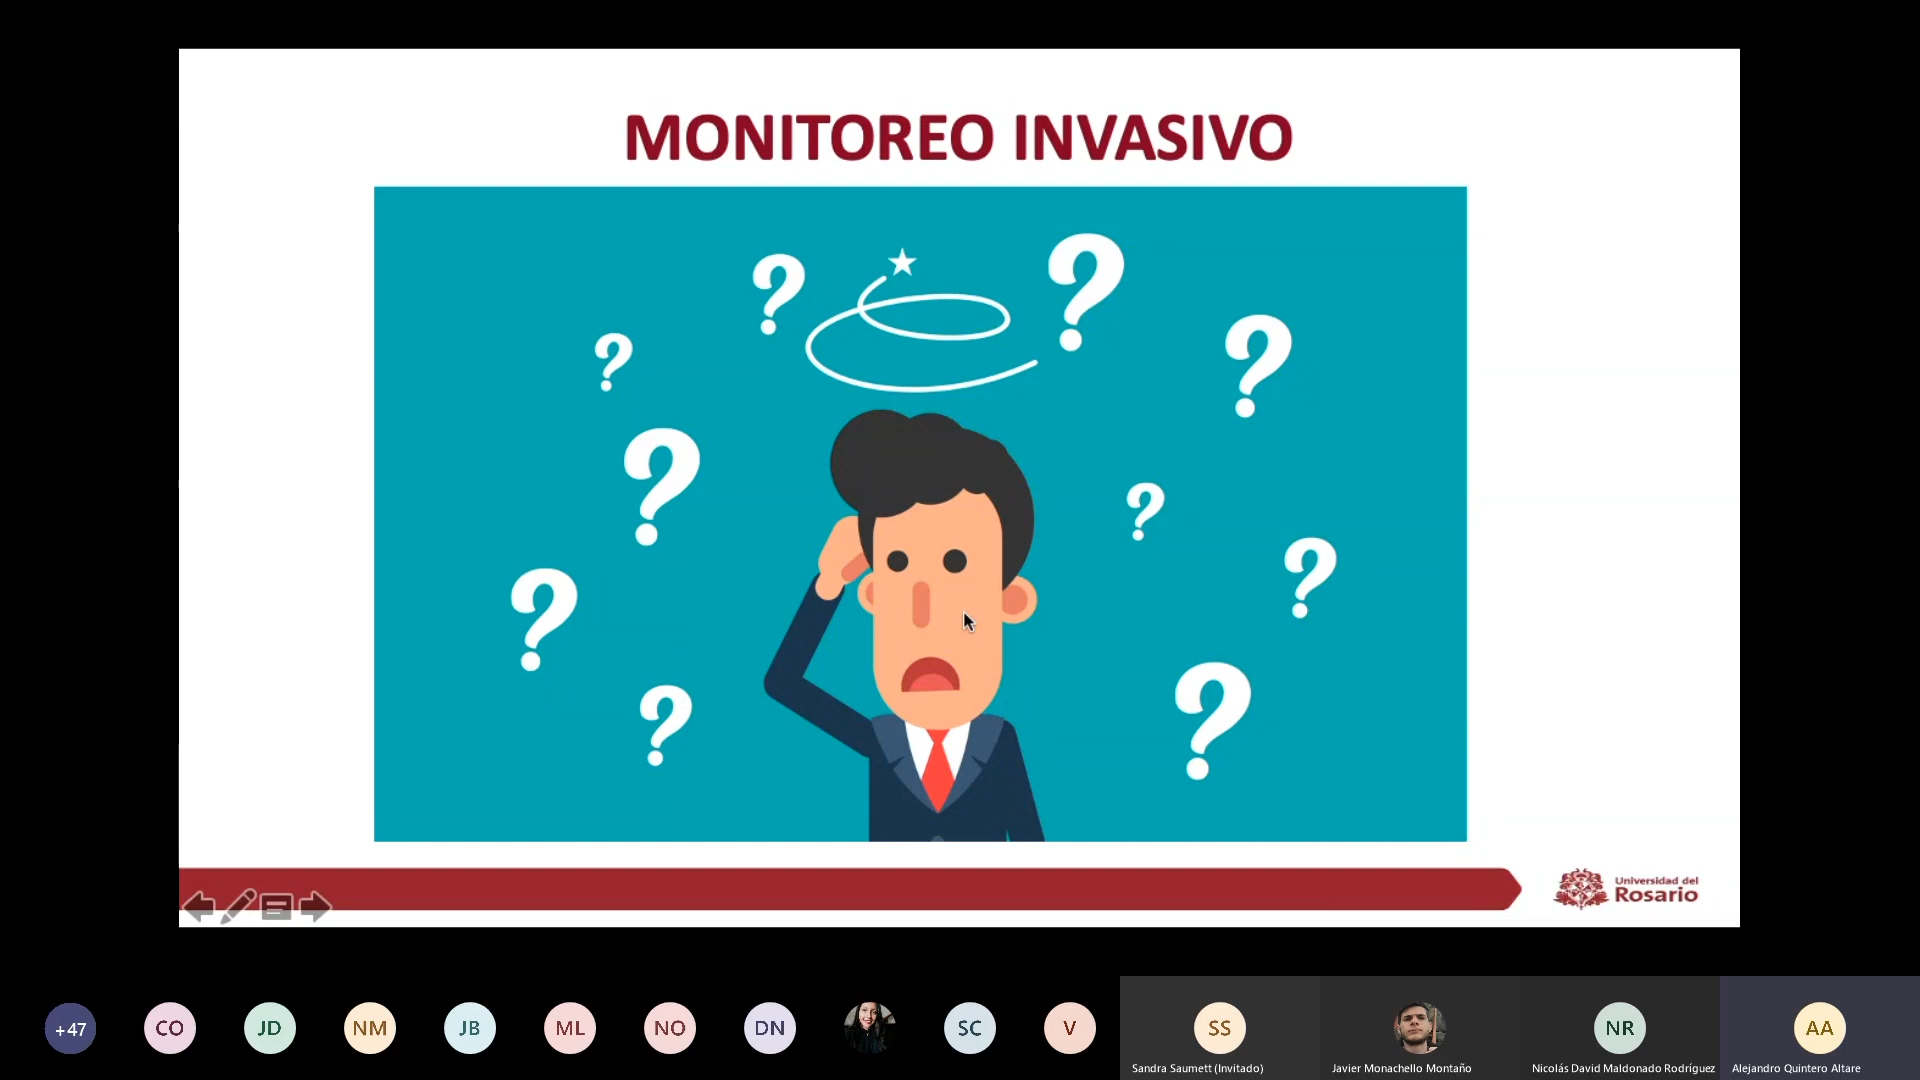 MONITOREO INVASIVO
? ? ? ? ? ? ? ? ? ? ?
Universidad del
Rosario
+47 CO JD NM JB ML NO DN SC V SS NR AA
Sandra Saumett (Invitado) Javier Monachello Montaño Nicolás David Maldonado Rodríguez Alejandro Quintero Altare